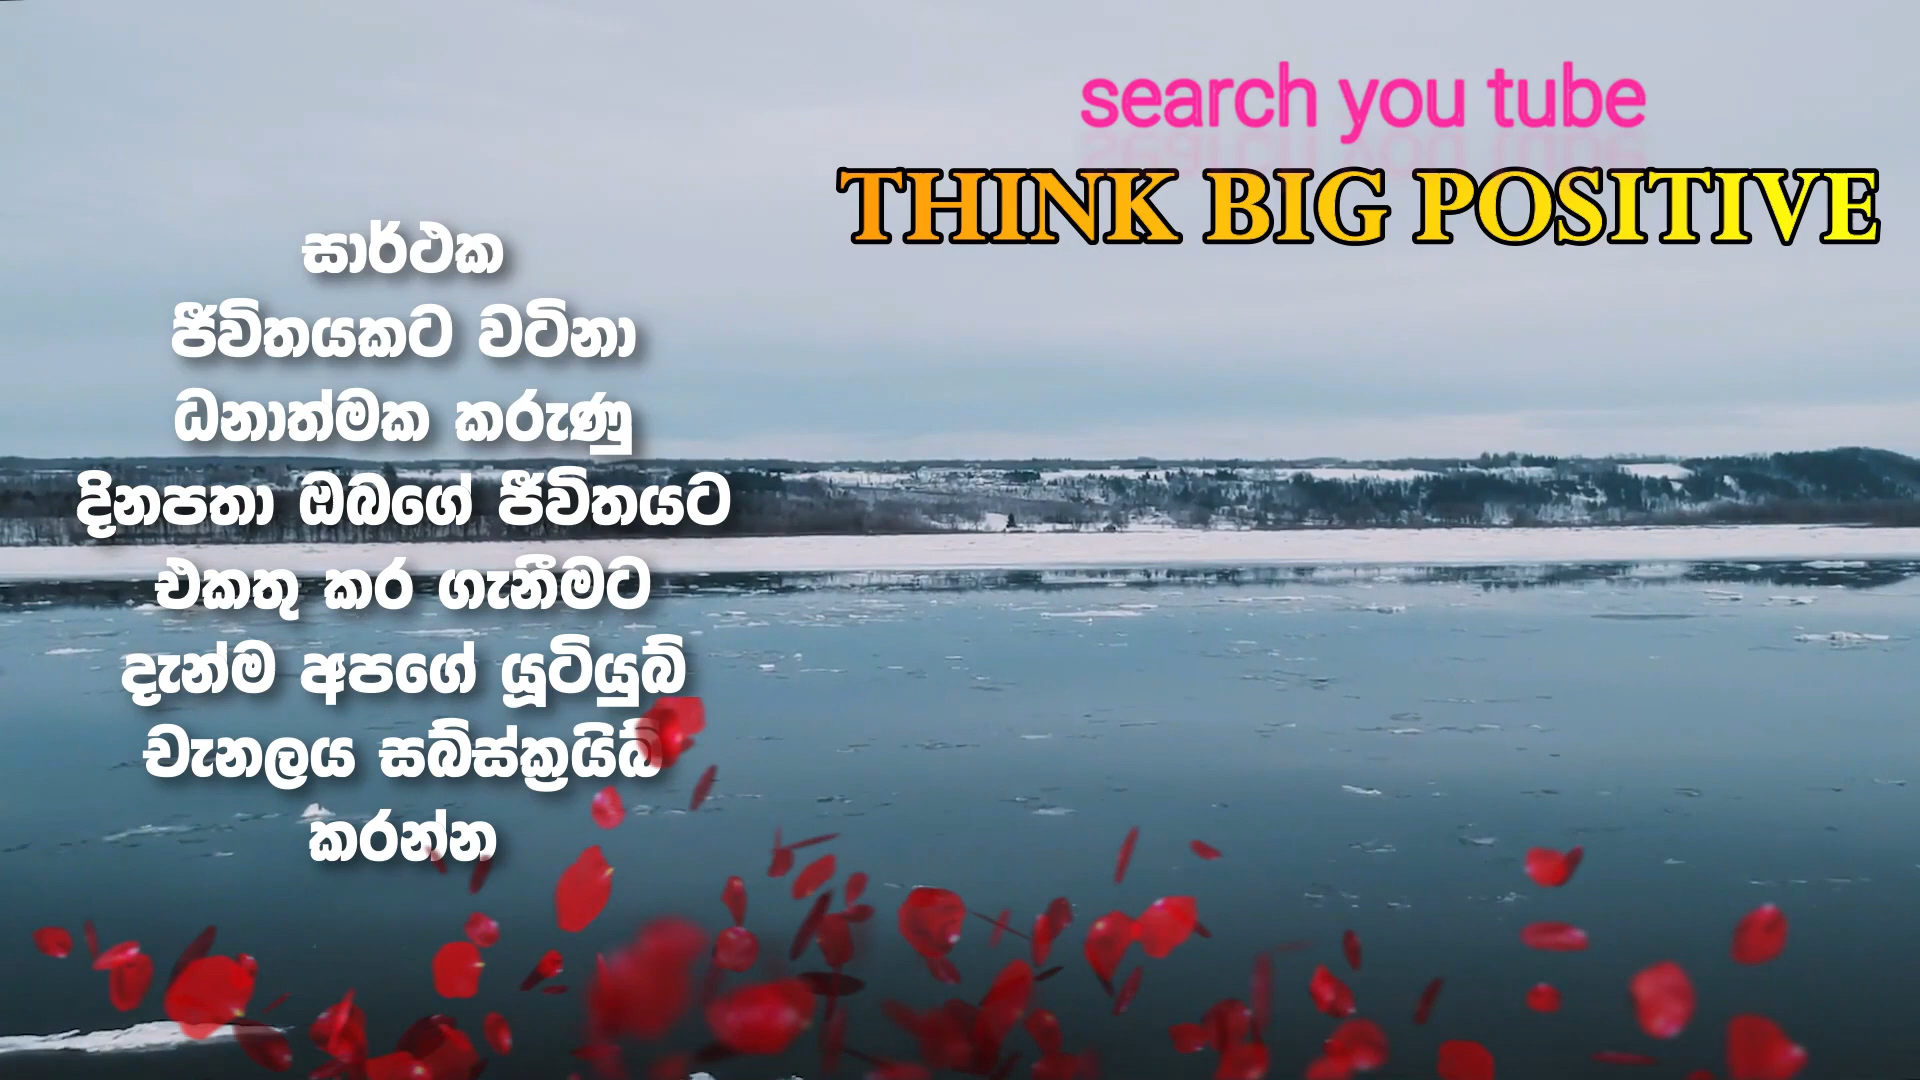 search you tube
THINK BIG POSITIVE
සාර්ථක
ජීවිතයකට වටිනා
ධනාත්මක කරුණු
දිනපතා ඔබගේ ජීවිතයට
එකතු කර ගැනීමට
දැන්ම අපගේ යූටියුබ්
චැනලය සබ්ස්ක්‍රයිබ්
කරන්න